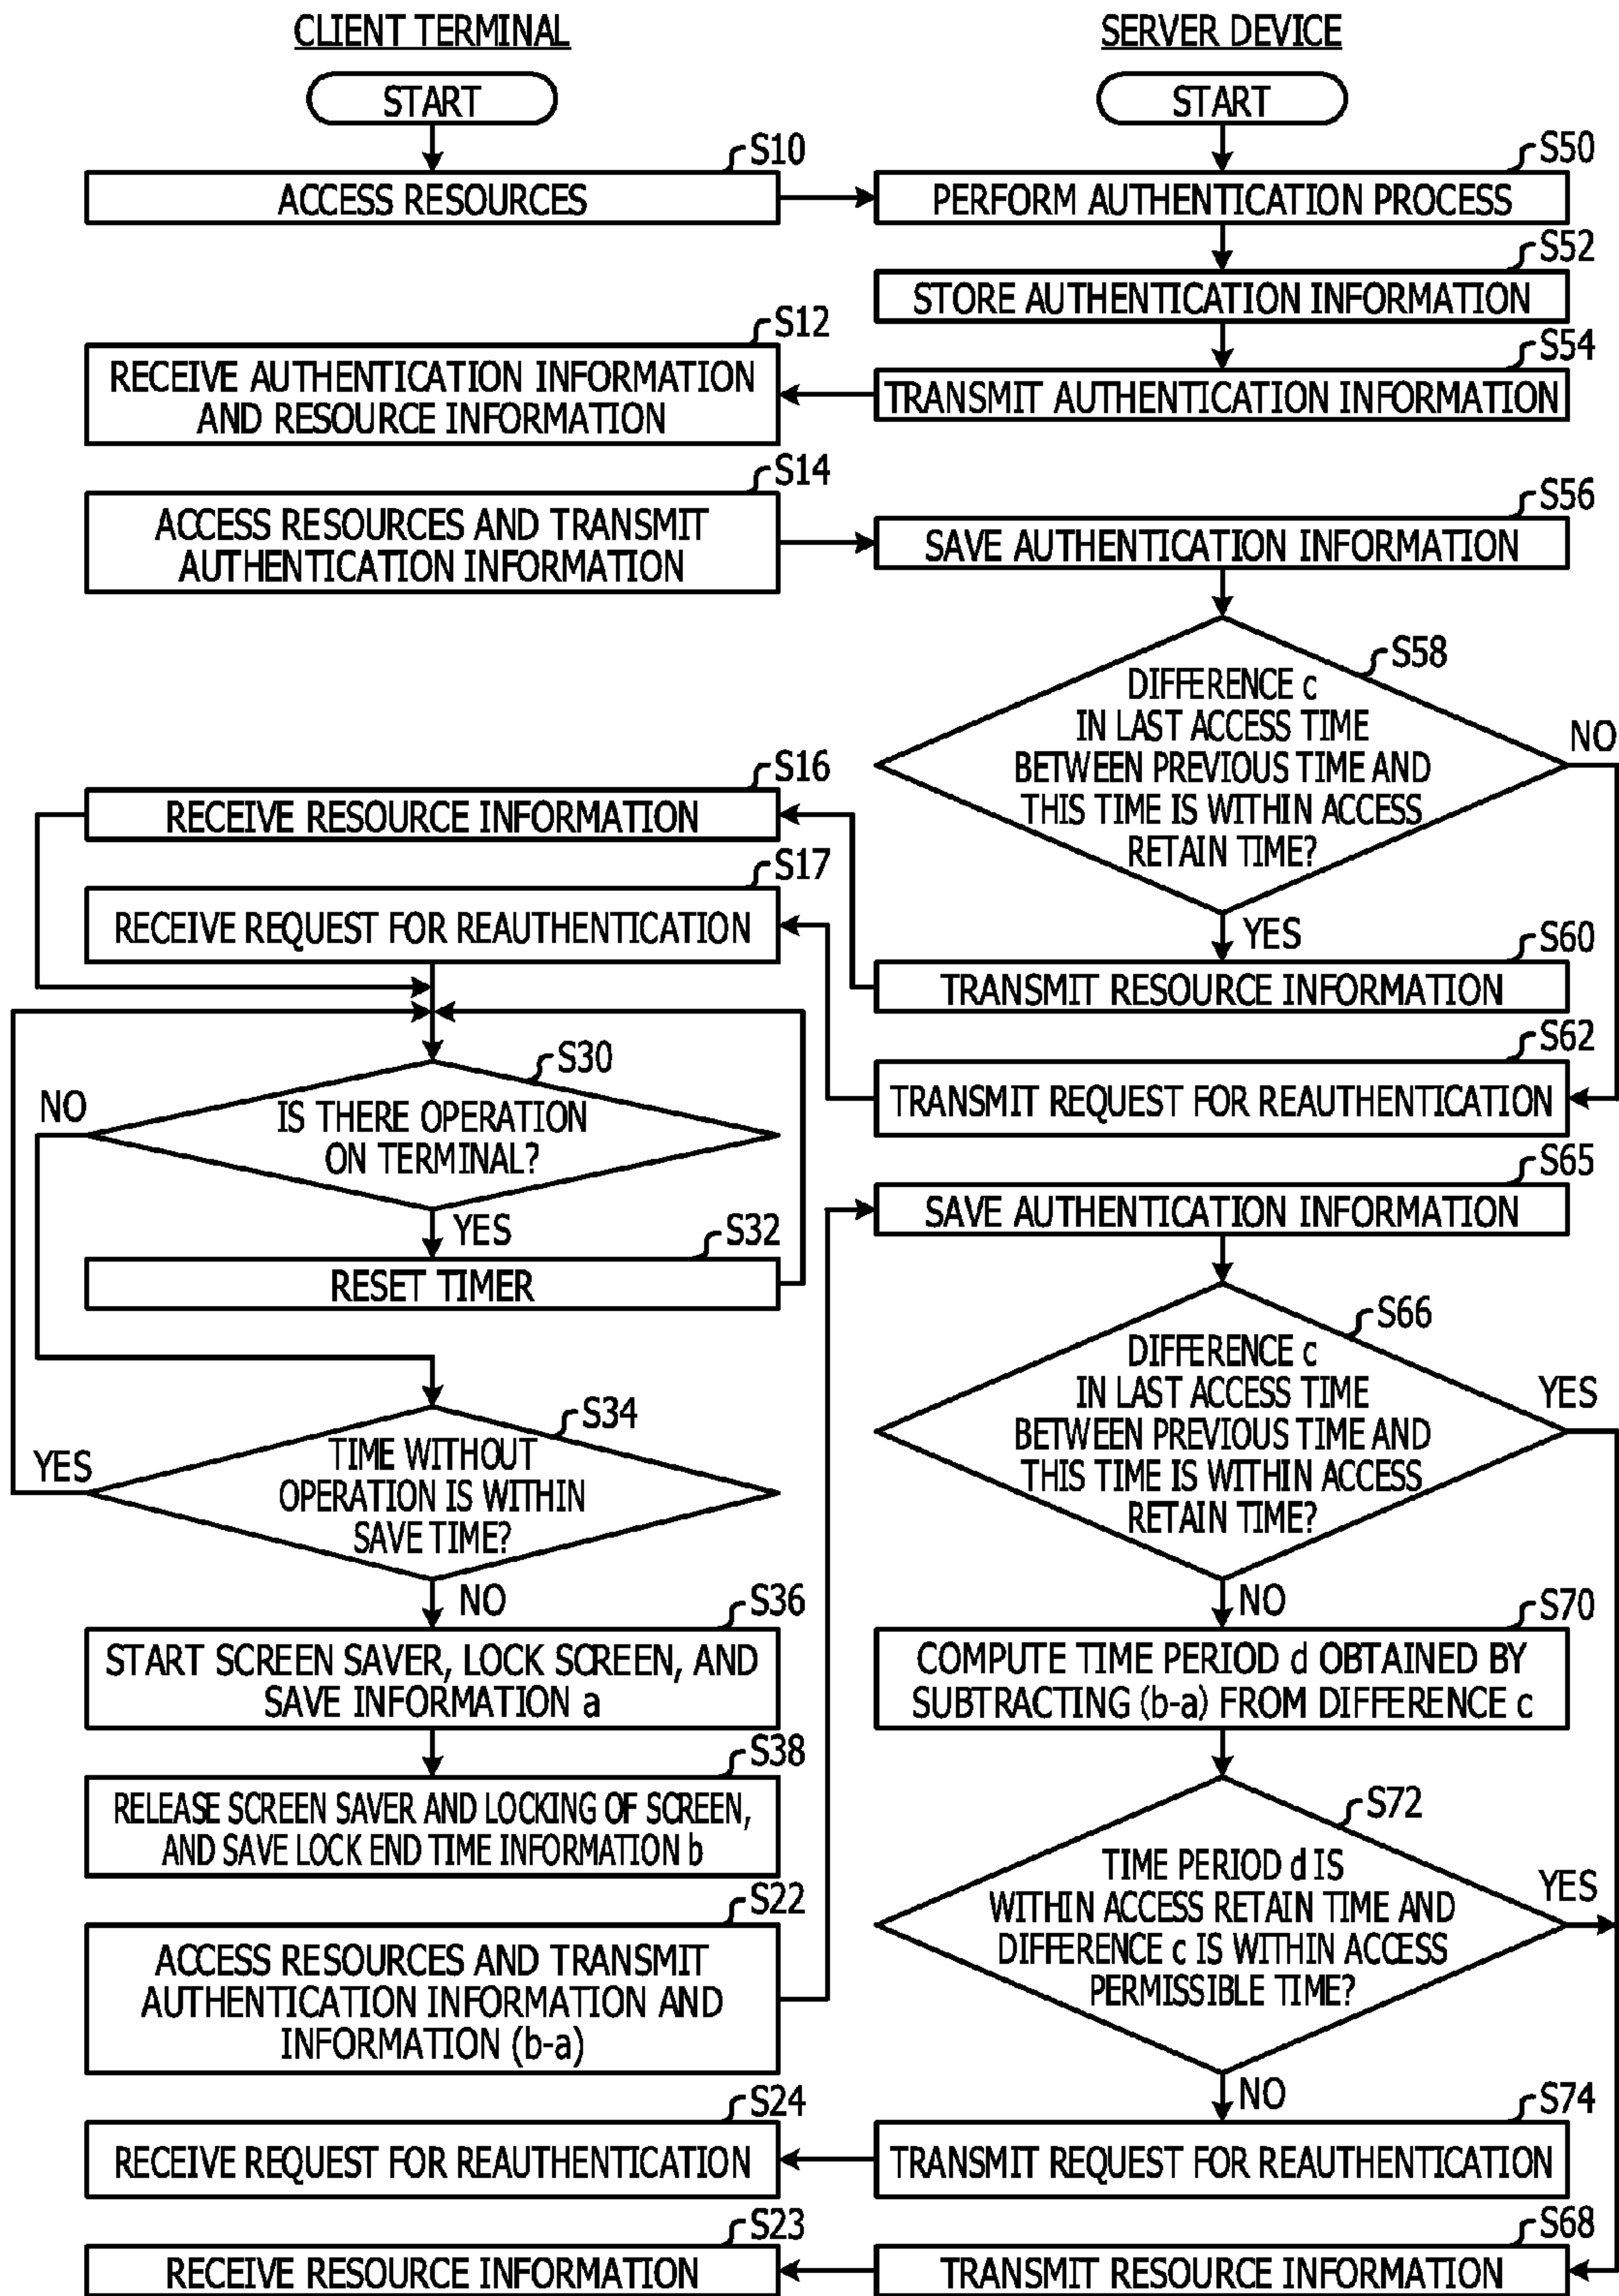 CLIENT TERMINAL
SERVER DEVICE
START
START
S10
S50
ACCESS RESOURCES
PERFORM AUTHENTICATION PROCESS
S52
STORE AUTHENTICATION INFORMATION
S12
S54
RECEIVE AUTHENTICATION INFORMATION
AND RESOURCE INFORMATION
TRANSMIT AUTHENTICATION INFORMATION
S14
S56
ACCESS RESOURCES AND TRANSMIT
AUTHENTICATION INFORMATION
SAVE AUTHENTICATION INFORMATION
S58
DIFFERENCE c
IN LAST ACCESS TIME
BETWEEN PREVIOUS TIME AND
THIS TIME IS WITHIN ACCESS
RETAIN TIME?
NO
YES
S16
RECEIVE RESOURCE INFORMATION
S17
RECEIVE REQUEST FOR REAUTHENTICATION
S60
TRANSMIT RESOURCE INFORMATION
S62
TRANSMIT REQUEST FOR REAUTHENTICATION
S30
NO
IS THERE OPERATION
ON TERMINAL?
YES
S32
RESET TIMER
S65
SAVE AUTHENTICATION INFORMATION
S66
DIFFERENCE c
IN LAST ACCESS TIME
BETWEEN PREVIOUS TIME AND
THIS TIME IS WITHIN ACCESS
RETAIN TIME?
YES
NO
S34
YES
TIME WITHOUT
OPERATION IS WITHIN
SAVE TIME?
NO
S36
START SCREEN SAVER, LOCK SCREEN, AND
SAVE INFORMATION a
S70
COMPUTE TIME PERIOD d OBTAINED BY
SUBTRACTING (b-a) FROM DIFFERENCE c
S38
RELEASE SCREEN SAVER AND LOCKING OF SCREEN,
AND SAVE LOCK END TIME INFORMATION b
S72
TIME PERIOD d IS
WITHIN ACCESS RETAIN TIME AND
DIFFERENCE c IS WITHIN ACCESS
PERMISSIBLE TIME?
YES
NO
S22
ACCESS RESOURCES AND TRANSMIT
AUTHENTICATION INFORMATION AND
INFORMATION (b-a)
S24
S74
RECEIVE REQUEST FOR REAUTHENTICATION
TRANSMIT REQUEST FOR REAUTHENTICATION
S23
S68
RECEIVE RESOURCE INFORMATION
TRANSMIT RESOURCE INFORMATION